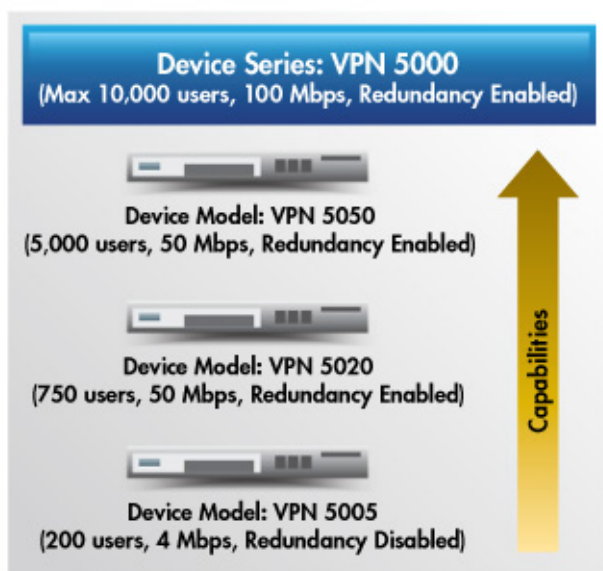 Device Series: VPN 5000
(Max 10,000 users, 100 Mbps, Redundancy Enabled)
Device Model: VPN 5050
(5,000 users, 50 Mbps, Redundancy Enabled)
Device Model: VPN 5020
(750 users, 50 Mbps, Redundancy Enabled)
Device Model: VPN 5005
(200 users, 4 Mbps, Redundancy Disabled)
Capabilities